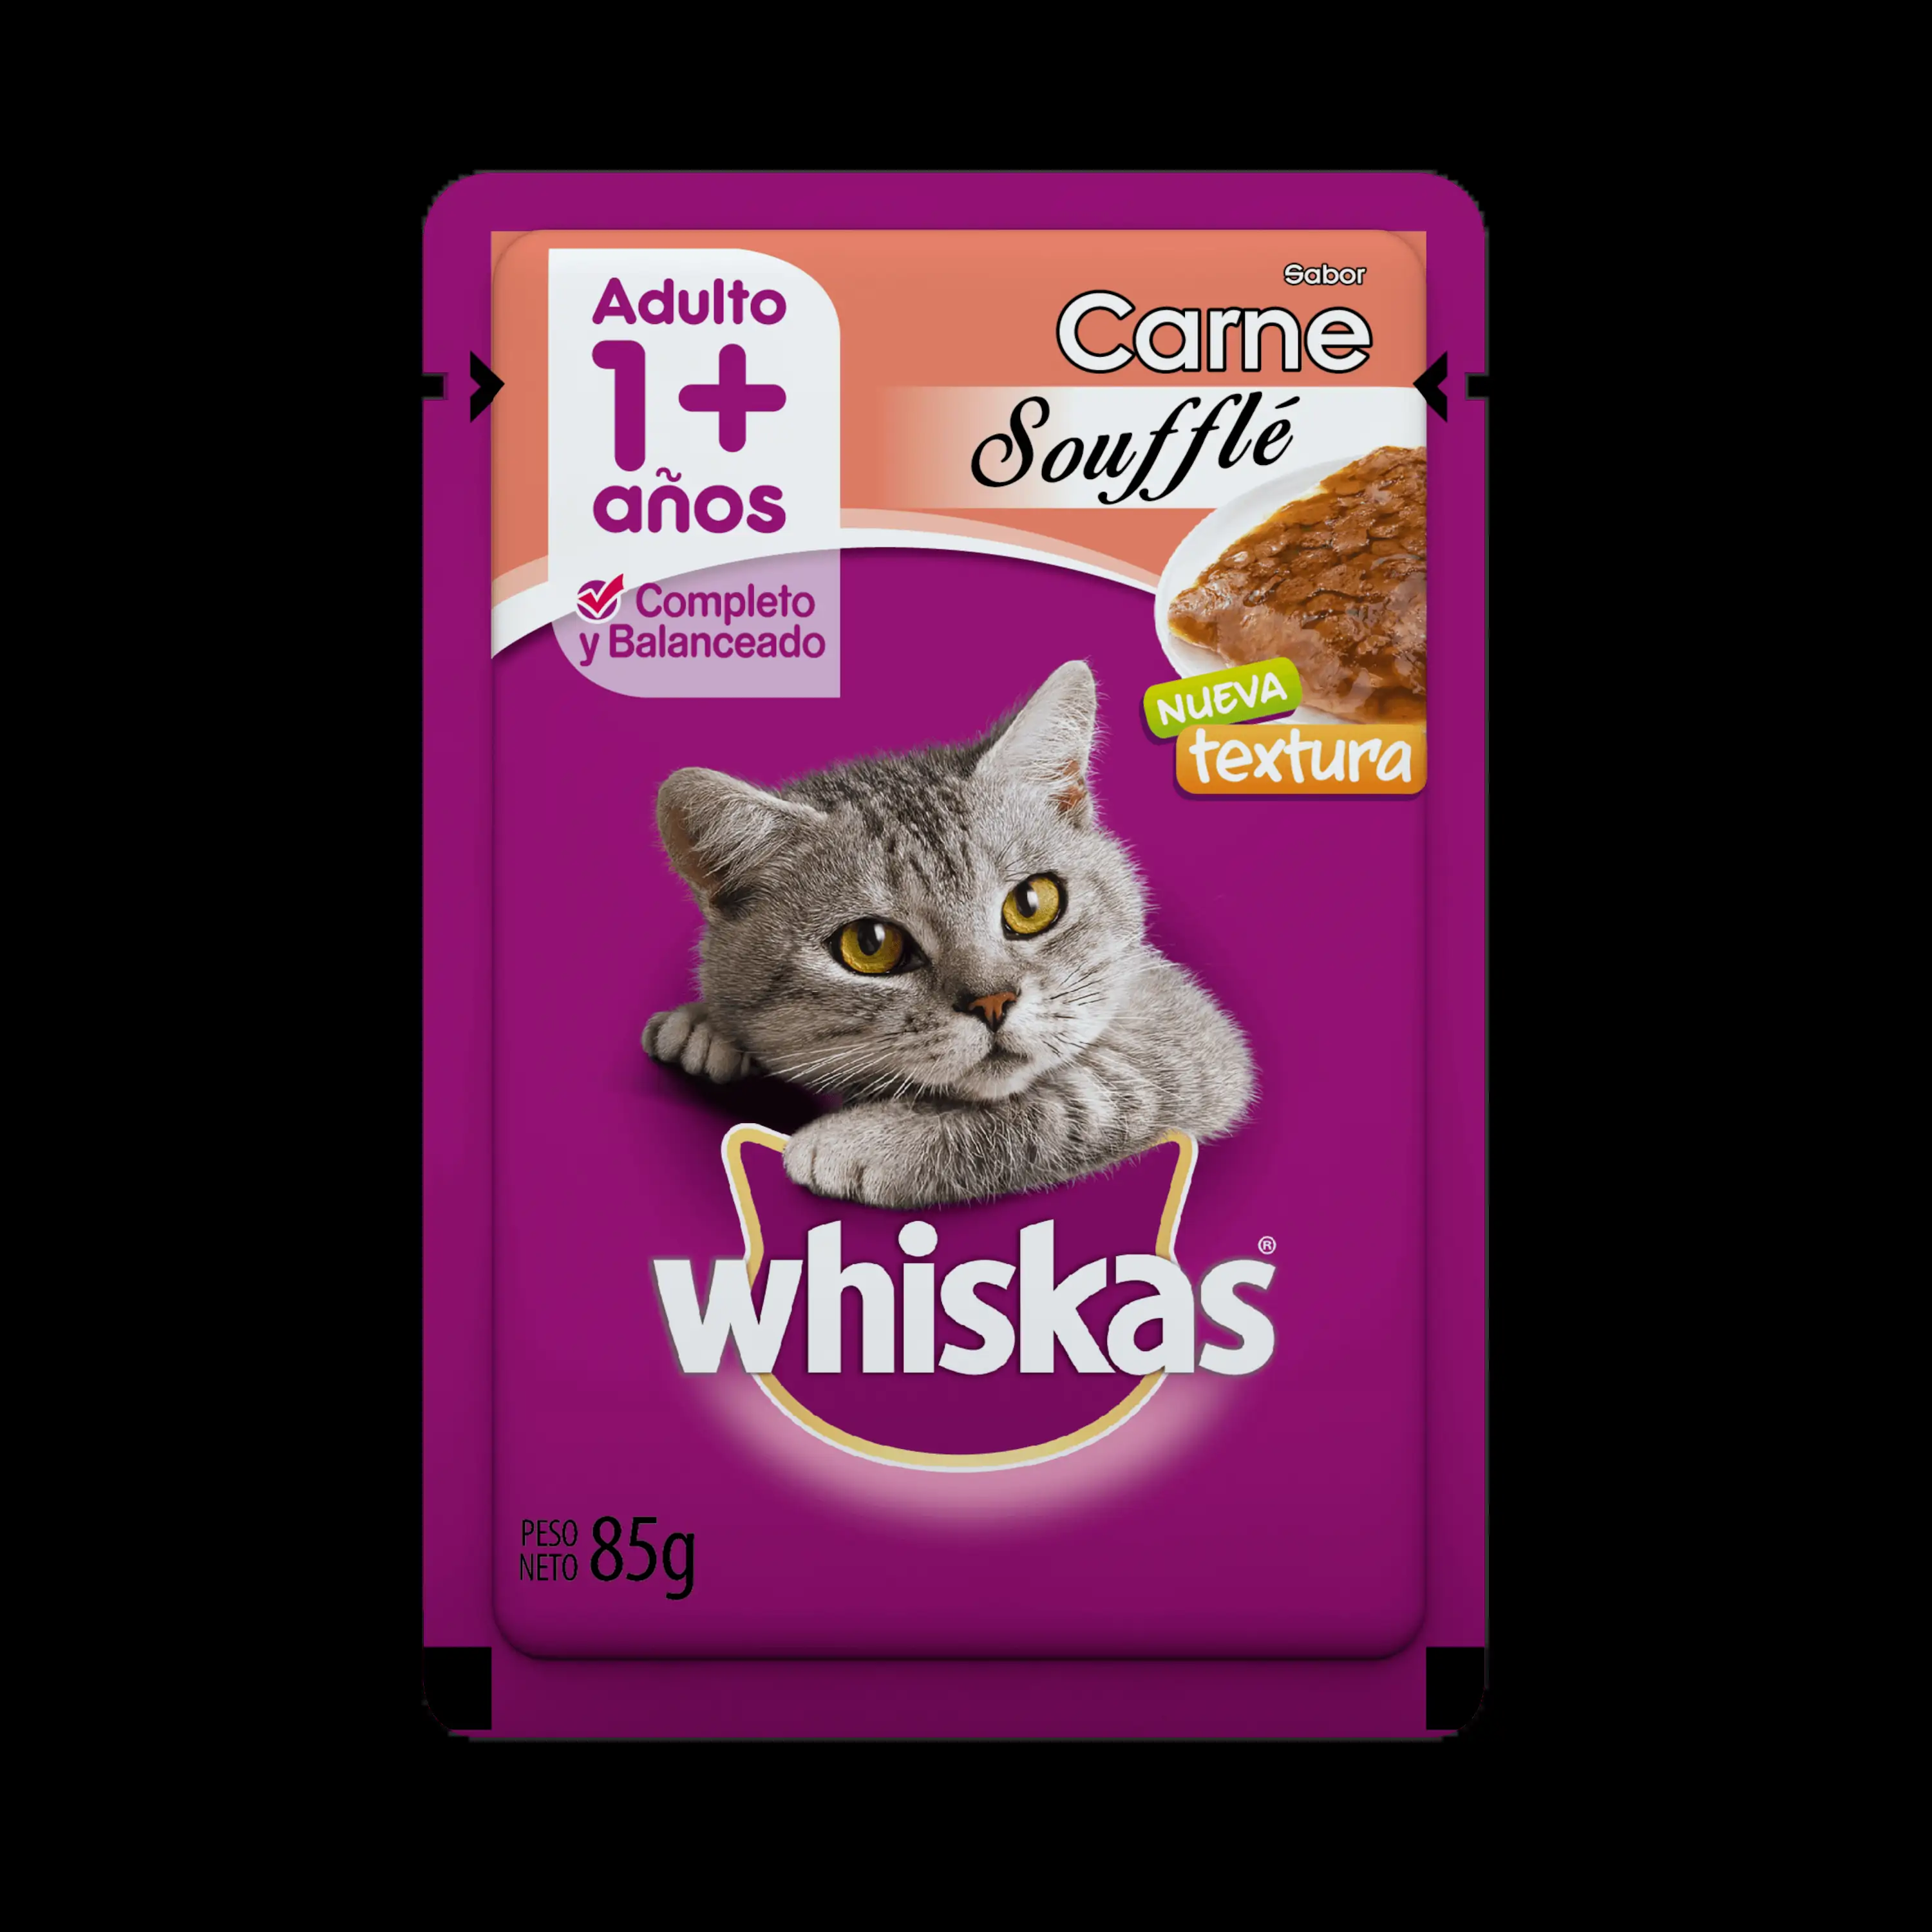 Adulto
1+
años
Completo
y Balanceado
Sabor
Carne
Soufflé
NUEVA
textura
whiskas®
PESO
NETO 85g